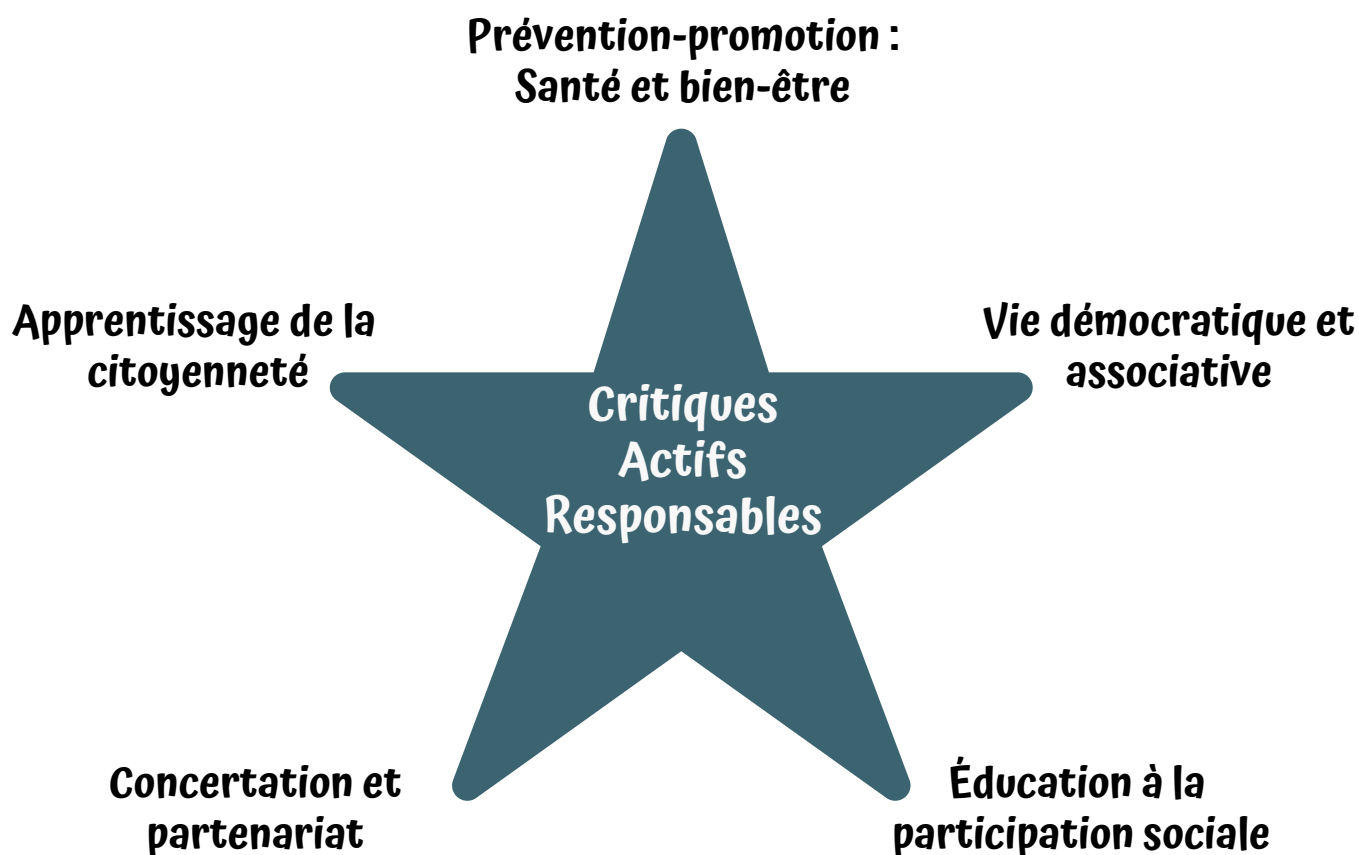 Prévention-promotion :
Santé et bien-être
Apprentissage de la
citoyenneté
Vie démocratique et
associative
Critiques
Actifs
Responsables
Concertation et
partenariat
Éducation à la
participation sociale